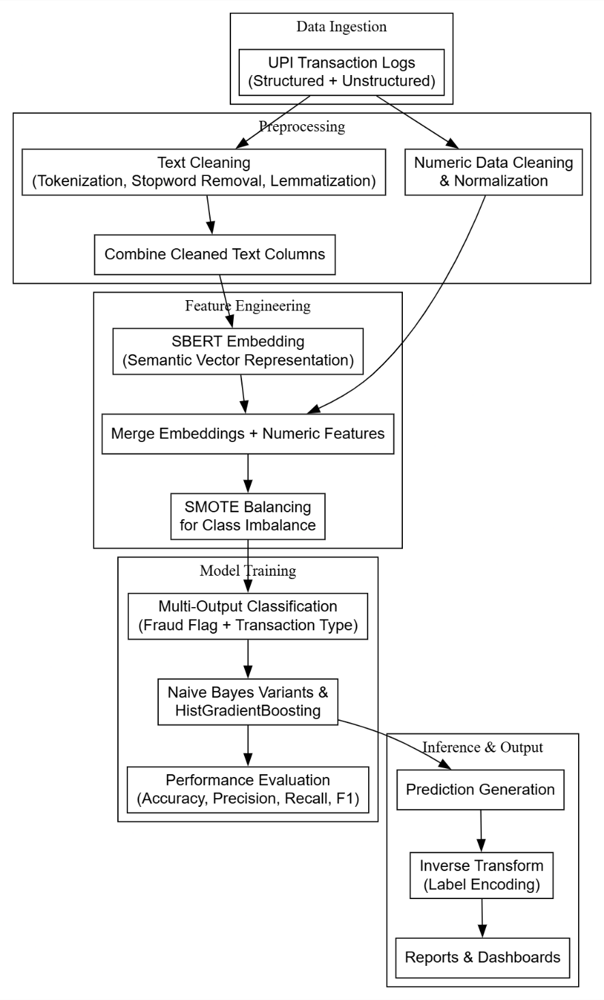 Data Ingestion
UPI Transaction Logs
(Structured + Unstructured)
Preprocessing
Text Cleaning
(Tokenization, Stopword Removal, Lemmatization)
Numeric Data Cleaning
& Normalization
Combine Cleaned Text Columns
Feature Engineering
SBERT Embedding
(Semantic Vector Representation)
Merge Embeddings + Numeric Features
SMOTE Balancing
for Class Imbalance
Model Training
Multi-Output Classification
(Fraud Flag + Transaction Type)
Naive Bayes Variants &
HistGradientBoosting
Performance Evaluation
(Accuracy, Precision, Recall, F1)
Inference & Output
Prediction Generation
Inverse Transform
(Label Encoding)
Reports & Dashboards